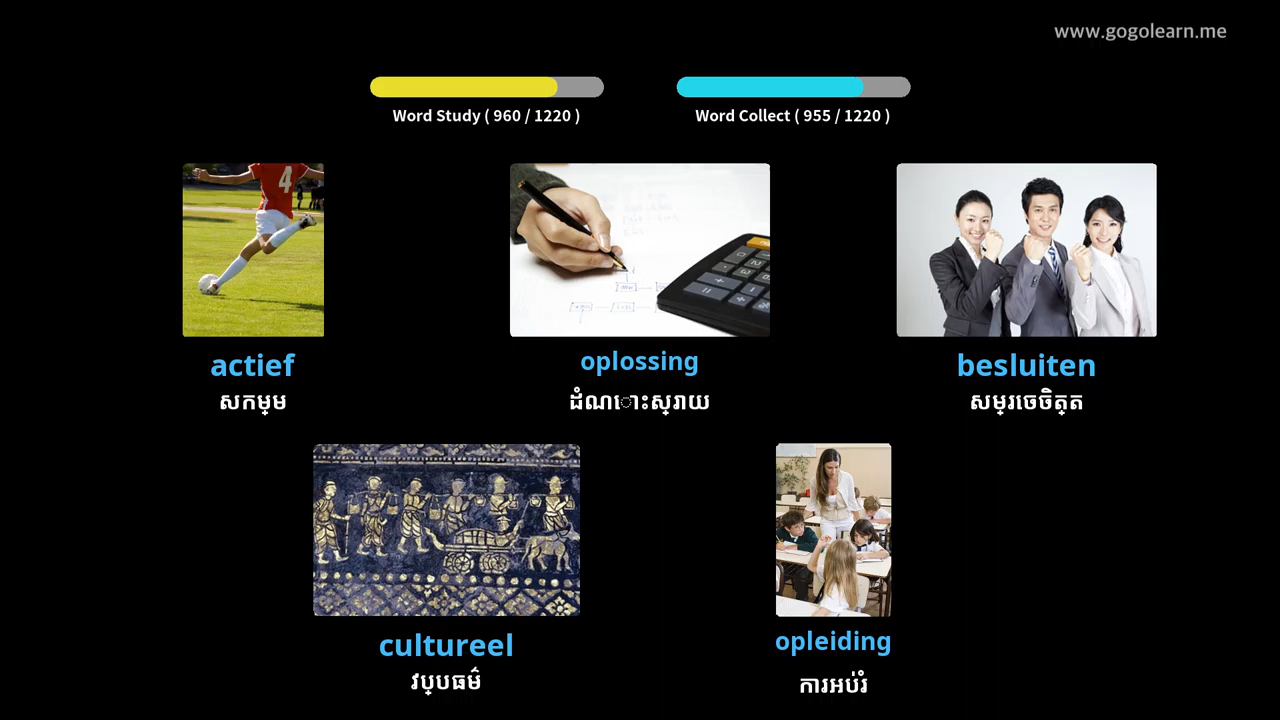 www.gogolearn.me
Word Study ( 960 / 1220 )
Word Collect ( 955 / 1220 )
4
actief
សកម្ម
oplossing
ដំណោះស្រាយ
besluiten
សម្រេចចិត្ត
cultureel
វប្បធម៌
opleiding
ការអប់រំ